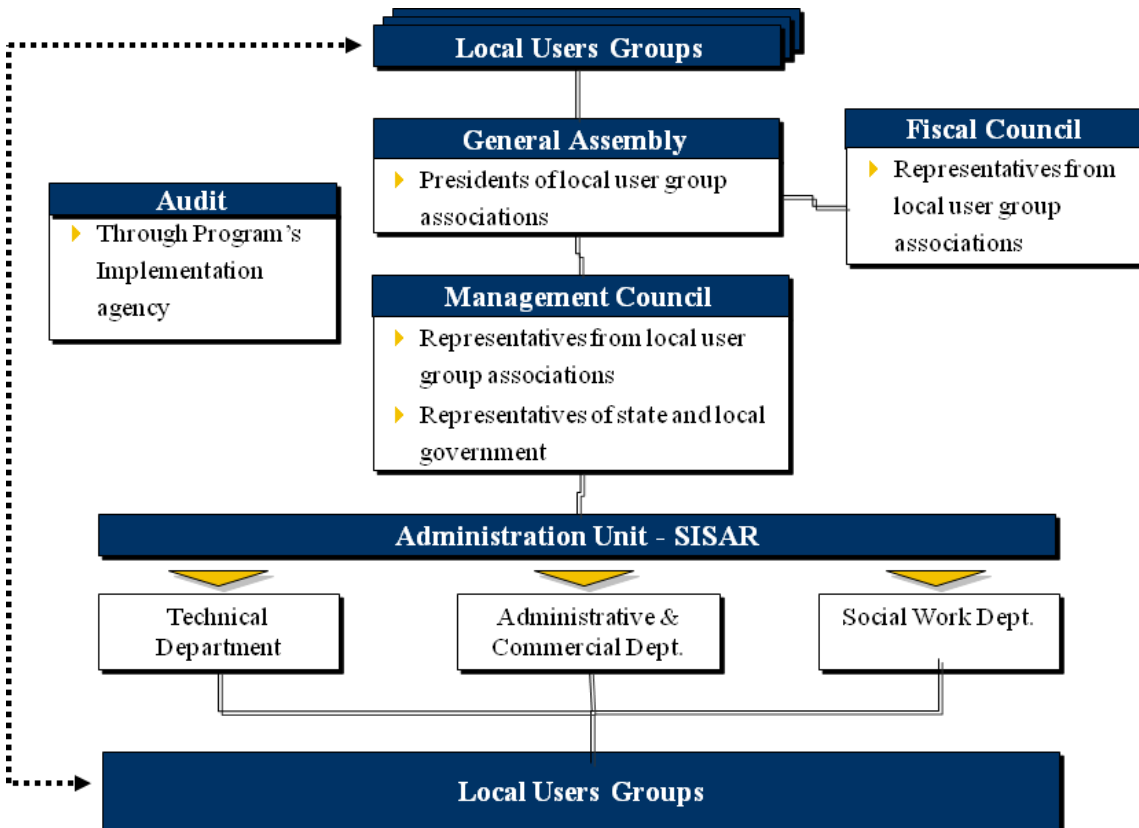 Local Users Groups
General Assembly
Presidents of local user group
associations
Fiscal Council
Representatives from
local user group
associations
Audit
Through Program's
Implementation
agency
Management Council
Representatives from local user
group associations
Representatives of state and local
government
Administration Unit - SISAR
Technical
Department
Administrative &
Commercial Dept.
Social Work Dept.
Local Users Groups